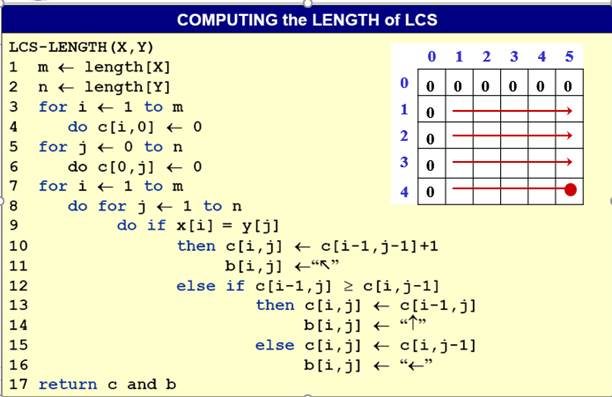 COMPUTING the LENGTH of LCS
LCS-LENGTH(X,Y)
1 m ← length[X]
2 n ← length[Y]
3 for i ← 1 to m
4 do c[i,0] ← 0
5 for j ← 0 to n
6 do c[0,j] ← 0
7 for i ← 1 to m
8 do for j ← 1 to n
9 do if x[i] = y[j]
10 then c[i,j] ← c[i-1,j-1]+1
11 b[i,j] ←“↖”
12 else if c[i-1,j] ≥ c[i,j-1]
13 then c[i,j] ← c[i-1,j]
14 b[i,j] ← “↑”
15 else c[i,j] ← c[i,j-1]
16 b[i,j] ← “←”
17 return c and b
0 1 2 3 4 5
0 0 0 0 0 0 0
1 0
2 0
3 0
4 0